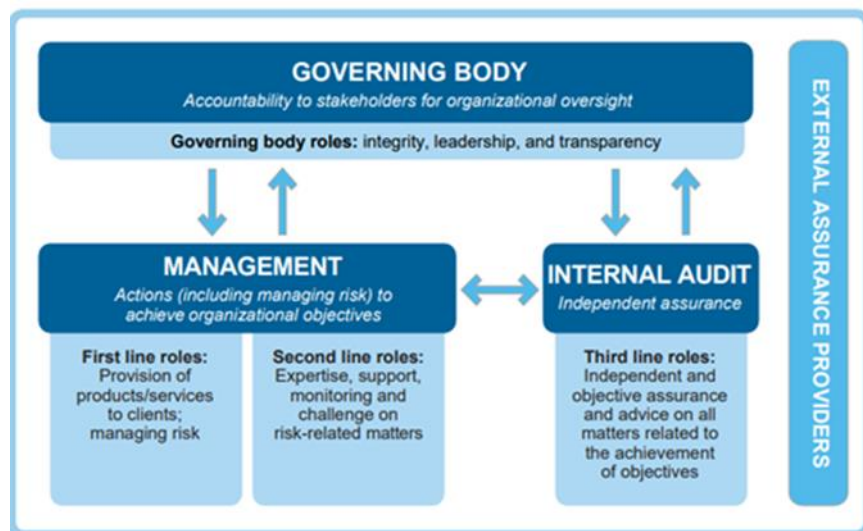 GOVERNING BODY
Accountability to stakeholders for organizational oversight
Governing body roles: integrity, leadership, and transparency
MANAGEMENT
Actions (including managing risk) to
achieve organizational objectives
First line roles:
Provision of
products/services
to clients;
managing risk
Second line roles:
Expertise, support,
monitoring and
challenge on
risk-related matters
INTERNAL AUDIT
Independent assurance
Third line roles:
Independent and
objective assurance
and advice on all
matters related to
the achievement
of objectives
EXTERNAL ASSURANCE PROVIDERS